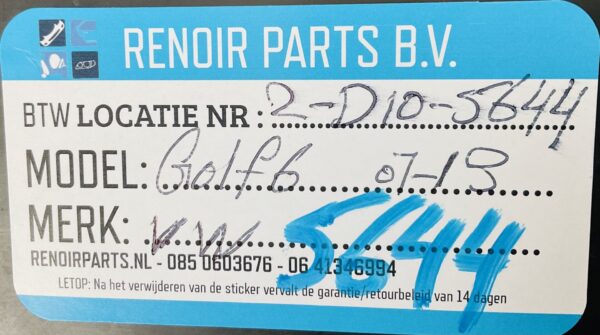 RENOIR PARTS B.V.
BTW LOCATIE NR : 2-D10-5644
MODEL: Golf 6 07-13
MERK: VW 5644
RENOIRPARTS.NL - 085 0603676 - 06 41346994
LETOP: Na het verwijderen van de sticker vervalt de garantie/retourbeleid van 14 dagen